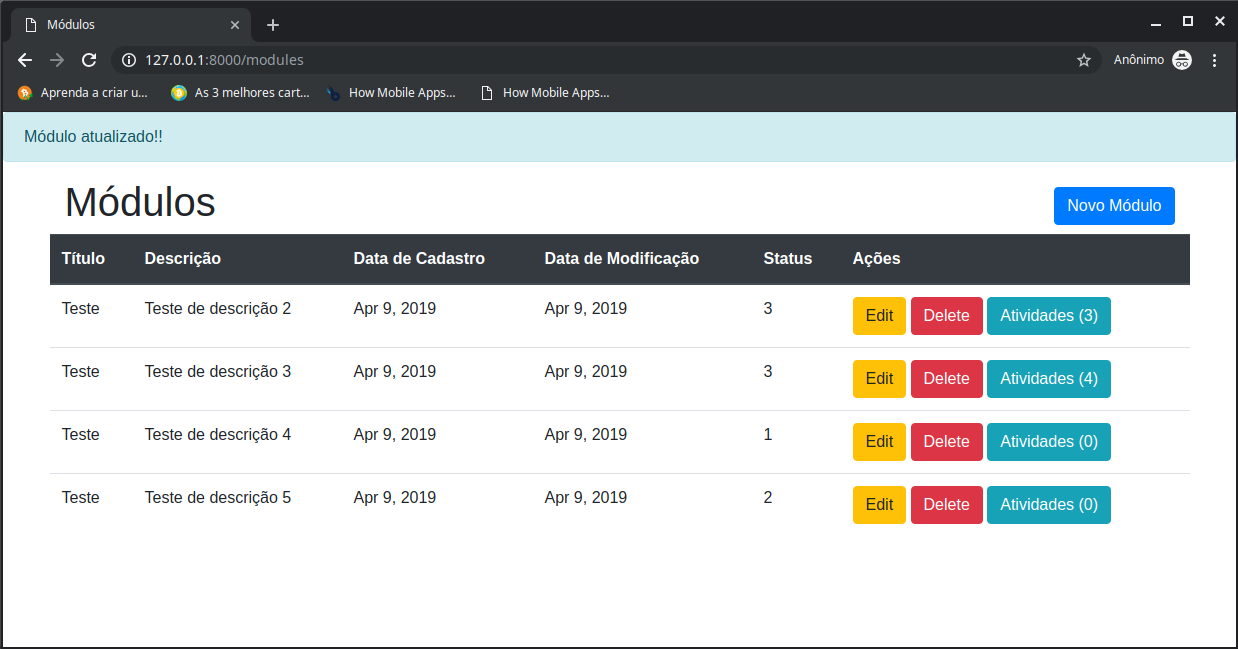 Módulos
127.0.0.1:8000/modules
Anônimo
Aprenda a criar u... As 3 melhores cart... How Mobile Apps... How Mobile Apps...
Módulo atualizado!!
Módulos
Novo Módulo
Título Descrição Data de Cadastro Data de Modificação Status Ações
Teste Teste de descrição 2 Apr 9, 2019 Apr 9, 2019 3 Edit Delete Atividades (3)
Teste Teste de descrição 3 Apr 9, 2019 Apr 9, 2019 3 Edit Delete Atividades (4)
Teste Teste de descrição 4 Apr 9, 2019 Apr 9, 2019 1 Edit Delete Atividades (0)
Teste Teste de descrição 5 Apr 9, 2019 Apr 9, 2019 2 Edit Delete Atividades (0)